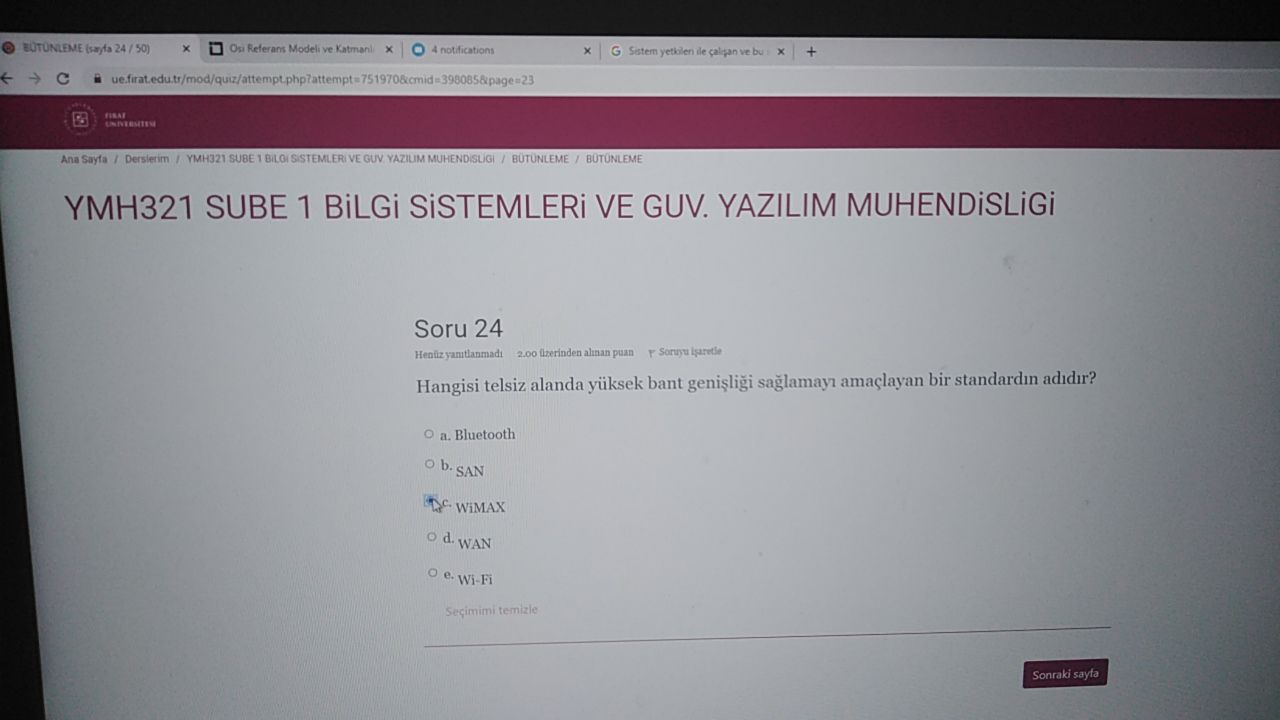 BÜTÜNLEME (sayfa 24 / 50)
Osi Referans Modeli ve Katmanla
4 notifications
Sistem yetkileri ile çalışan ve bu
ue.firat.edu.tr/mod/quiz/attempt.php?attempt=751970&cmid=398085&page=23
FIRAT
ÜNİVERSİTESİ
Ana Sayfa / Derslerim / YMH321 SUBE 1 BiLGi SiSTEMLERi VE GUV. YAZILIM MUHENDiSLiGi / BÜTÜNLEME / BÜTÜNLEME
YMH321 SUBE 1 BiLGi SiSTEMLERi VE GUV. YAZILIM MUHENDiSLiGi
Soru 24
Henüz yanıtlanmadı 2.00 üzerinden alınan puan Soruyu işaretle
Hangisi telsiz alanda yüksek bant genişliği sağlamayı amaçlayan bir standardın adıdır?
a. Bluetooth
b. SAN
c. WiMAX
d. WAN
e. Wi-Fi
Seçimimi temizle
Sonraki sayfa